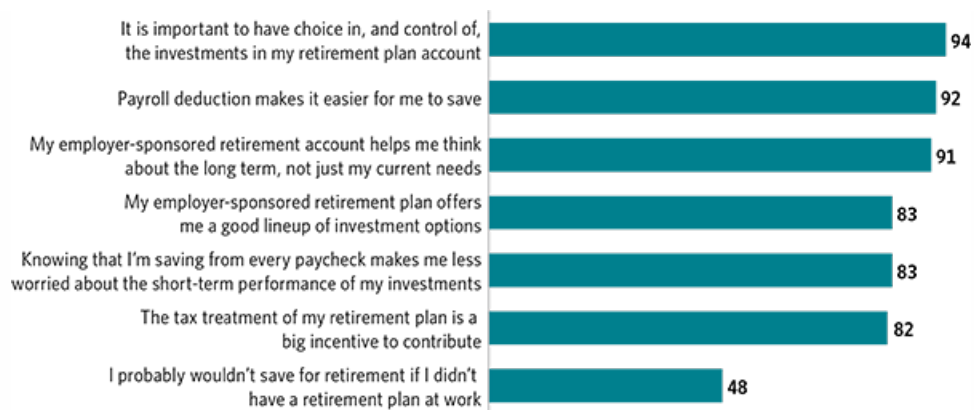 It is important to have choice in, and control of,
the investments in my retirement plan account
94
Payroll deduction makes it easier for me to save
92
My employer-sponsored retirement account helps me think
about the long term, not just my current needs
91
My employer-sponsored retirement plan offers
me a good lineup of investment options
83
Knowing that I’m saving from every paycheck makes me less
worried about the short-term performance of my investments
83
The tax treatment of my retirement plan is a
big incentive to contribute
82
I probably wouldn’t save for retirement if I didn’t
have a retirement plan at work
48